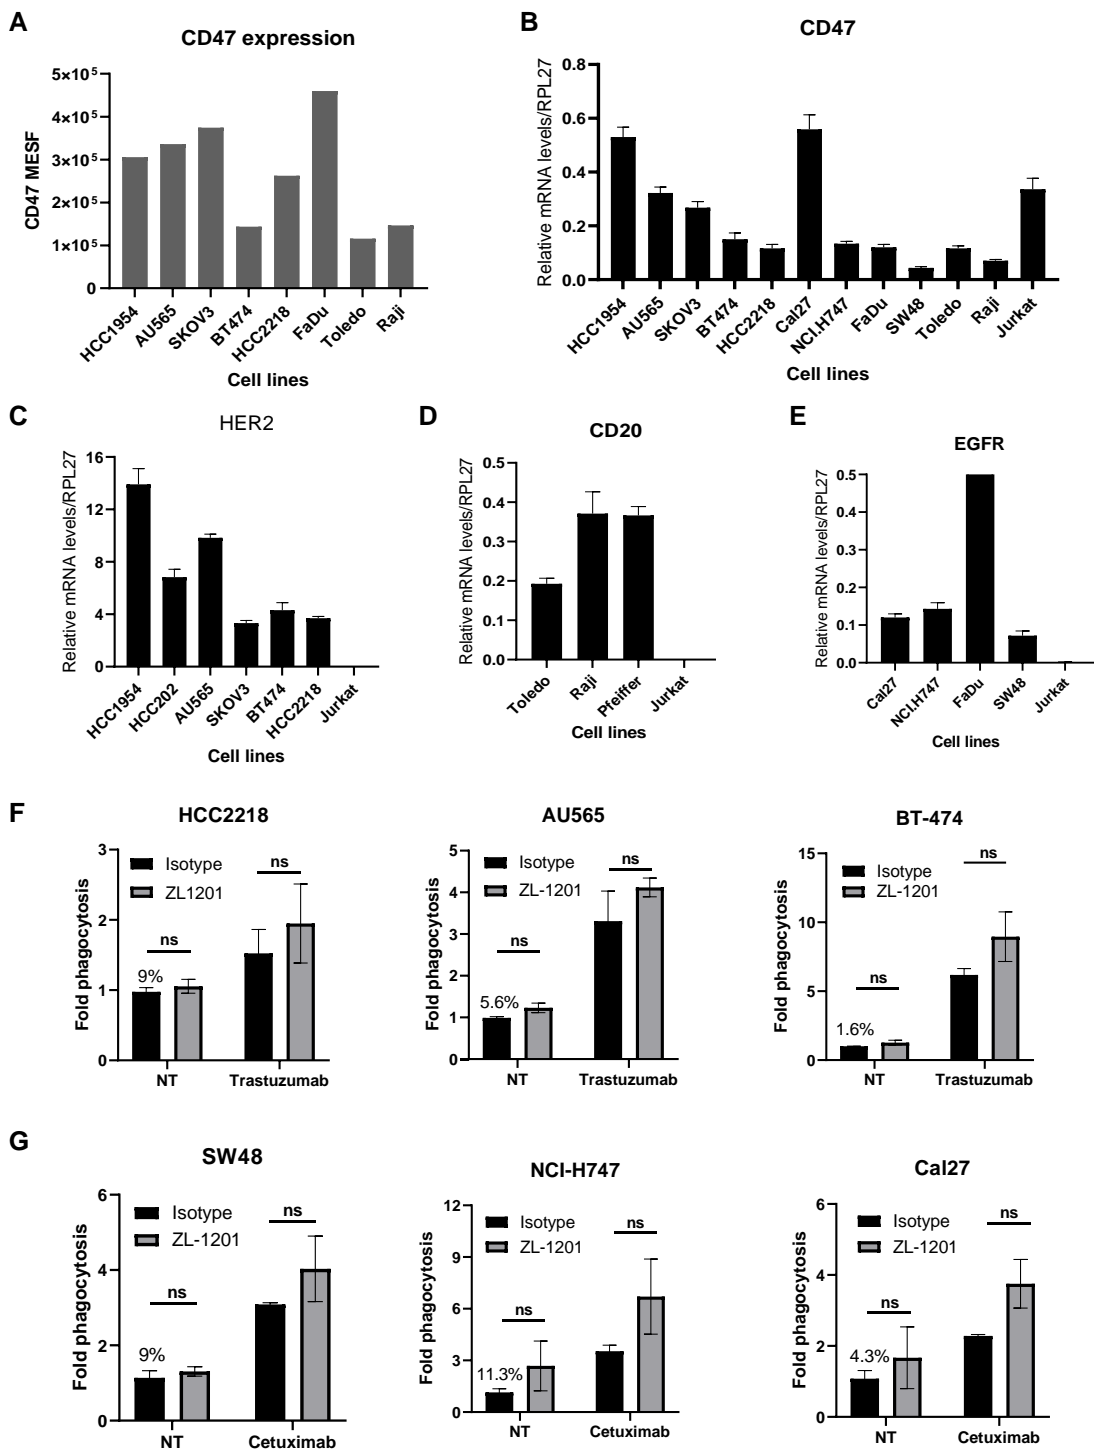 A
CD47 expression
CD47 MESF
5×10⁵
4×10⁵
3×10⁵
2×10⁵
1×10⁵
0
HCC1954
AU565
SKOV3
BT474
HCC2218
FaDu
Toledo
Raji
Cell lines
B
CD47
Relative mRNA levels/RPL27
0.8
0.6
0.4
0.2
0.0
HCC1954
AU565
SKOV3
BT474
HCC2218
Cal27
NCI.H747
FaDu
SW48
Toledo
Raji
Jurkat
Cell lines
C
HER2
Relative mRNA levels/RPL27
16
12
8
4
0
HCC1954
HCC202
AU565
SKOV3
BT474
HCC2218
Jurkat
Cell lines
D
CD20
Relative mRNA levels/RPL27
0.5
0.4
0.3
0.2
0.1
0.0
Toledo
Raji
Pfeiffer
Jurkat
Cell lines
E
EGFR
Relative mRNA levels/RPL27
0.5
0.4
0.3
0.2
0.1
0.0
Cal27
NCI.H747
FaDu
SW48
Jurkat
Cell lines
F
HCC2218
Fold phagocytosis
3
2
1
0
Isotype
ZL1201
ns
ns
9%
NT
Trastuzumab
AU565
Fold phagocytosis
5
4
3
2
1
0
Isotype
ZL-1201
ns
ns
5.6%
NT
Trastuzumab
BT-474
Fold phagocytosis
15
10
5
0
Isotype
ZL-1201
ns
ns
1.6%
NT
Trastuzumab
G
SW48
Fold phagocytosis
6
4
2
0
Isotype
ZL-1201
ns
ns
9%
NT
Cetuximab
NCI-H747
Fold phagocytosis
12
9
6
3
0
Isotype
ZL-1201
ns
ns
11.3%
NT
Cetuximab
Cal27
Fold phagocytosis
6
4
2
0
Isotype
ZL-1201
ns
ns
4.3%
NT
Cetuximab